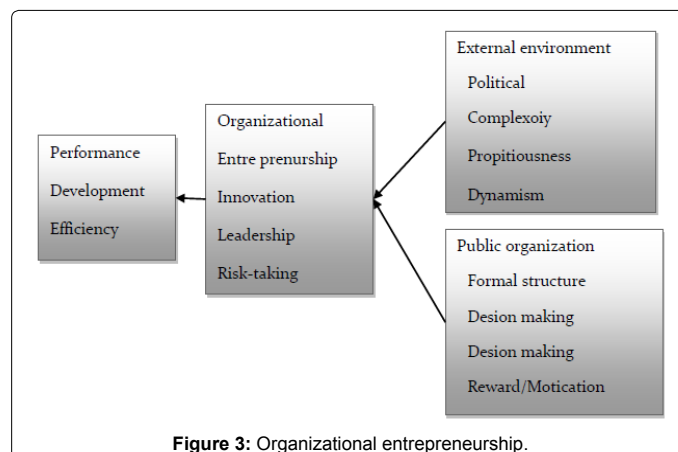 Performance
Development
Efficiency
Organizational
Entre prenurship
Innovation
Leadership
Risk-taking
External environment
Political
Complexoiy
Propitiousness
Dynamism
Public organization
Formal structure
Desion making
Desion making
Reward/Motication
Figure 3: Organizational entrepreneurship.